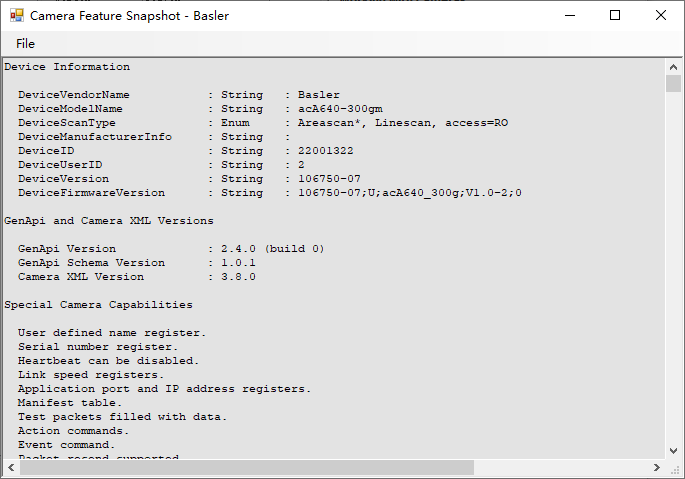 Camera Feature Snapshot - Basler
File
Device Information
DeviceVendorName : String : Basler
DeviceModelName : String : acA640-300gm
DeviceScanType : Enum : Areascan*, Linescan, access=RO
DeviceManufacturerInfo : String :
DeviceID : String : 22001322
DeviceUserID : String : 2
DeviceVersion : String : 106750-07
DeviceFirmwareVersion : String : 106750-07;U;acA640_300g;V1.0-2;0
GenApi and Camera XML Versions
GenApi Version : 2.4.0 (build 0)
GenApi Schema Version : 1.0.1
Camera XML Version : 3.8.0
Special Camera Capabilities
User defined name register.
Serial number register.
Heartbeat can be disabled.
Link speed registers.
Application port and IP address registers.
Manifest table.
Test packets filled with data.
Action commands.
Event command.
Packet resend supported